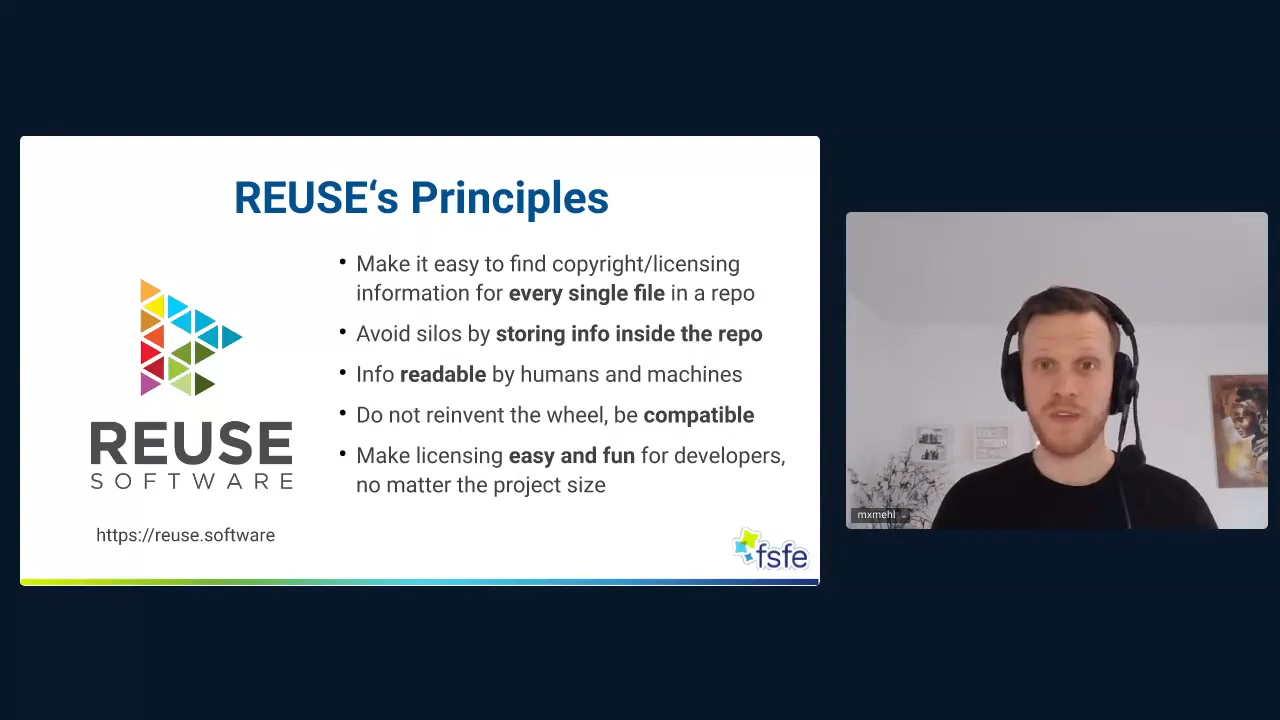 REUSE‘s Principles
• Make it easy to find copyright/licensing
information for every single file in a repo
• Avoid silos by storing info inside the repo
• Info readable by humans and machines
• Do not reinvent the wheel, be compatible
• Make licensing easy and fun for developers,
no matter the project size
REUSE
SOFTWARE
https://reuse.software
fsfe
mxmehl